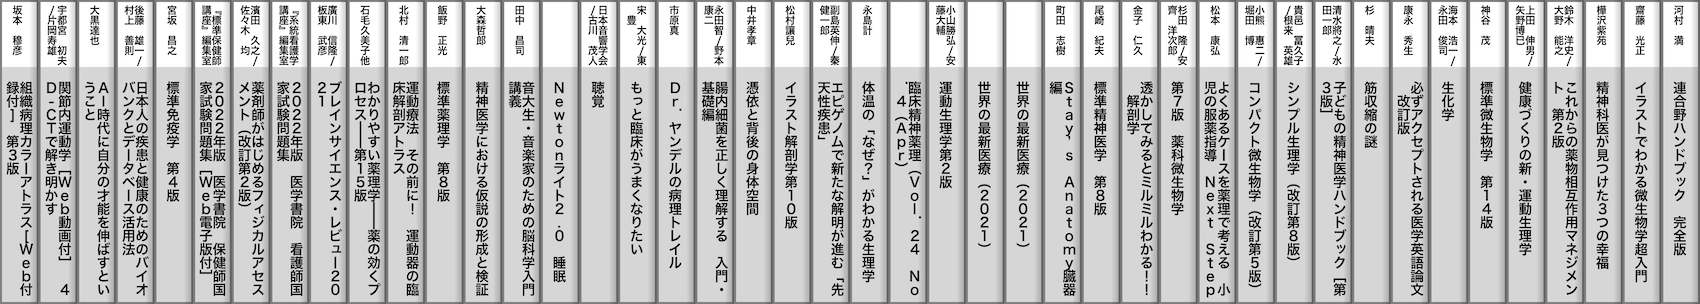 河村 満
連合野ハンドブック 完全版
齋藤 光正
イラストでわかる微生物学超入門
樺沢紫苑
精神科医が見つけた3つの幸福
鈴木 洋史/
大野 能之
これからの薬物相互作用マネジメン
ト 第2版
上田 伸男/
矢野博已
健康づくりの新・運動生理学
神谷 茂
標準微生物学 第14版
海本 浩一/
永田 俊司
生化学
康永 秀生
必ずアクセプトされる医学英語論文
改訂版
杉 晴夫
筋収縮の謎
清水將之/水
田一郎
子どもの精神医学ハンドブック [第
3版]
貴邑 冨久子
/根来 英雄
シンプル生理学(改訂第8版)
小熊 惠二/
堀田 博
コンパクト微生物学(改訂第5版)
松本 康弘
よくあるケースを薬理で考える 小
児の服薬指導 Next Step
杉田 隆/安
齊 洋次郎
第7版 薬科微生物学
金子 仁久
透かしてみるとミルミルわかる!!
解剖学
尾崎 紀夫
標準精神医学 第8版
町田 志樹
Stay's Anatomy臓器
編
世界の最新医療(2021)
世界の最新医療(2021)
小山勝弘/安
藤大輔
運動生理学第2版
臨床精神薬理(Vol.24 No
.4(Apr)
永島計
体温の「なぜ?」がわかる生理学
副島英伸/秦
健一郎
エピゲノムで新たな解明が進む「先
天性疾患」
松村讓兒
イラスト解剖学第10版
中井孝章
憑依と背後の身体空間
永田智/野本
康二
腸内細菌を正しく理解する 入門・
基礎編
市原真
Dr.ヤンデルの病理トレイル
宋 大光/東
豊
もっと臨床がうまくなりたい
日本音響学会
/古川 茂人
聴覚
Newtonライト2.0 睡眠
田中 昌司
音大生・音楽家のための脳科学入門
講義
大森哲郎
精神医学における仮説の形成と検証
飯野 正光
標準薬理学 第8版
北村 清一郎
運動療法 その前に! 運動器の臨
床解剖アトラス
石毛久美子他
わかりやすい薬理学――薬の効くプ
ロセス――第15版
廣川 信隆/
板東 武彦
ブレインサイエンス・レビュー20
21
『系統看護学
講座』編集室
2022年版 医学書院 看護師国
家試験問題集
濱田 久之/
佐々木 均
薬剤師がはじめるフィジカルアセス
メント(改訂第2版)
『標準保健師
講座』編集室
2022年版 医学書院 保健師国
家試験問題集[Web電子版付]
宮坂 昌之
標準免疫学 第4版
後藤 雄一/
村上 善則
日本人の疾患と健康のためのバイオ
バンクとデータベース活用法
大黒達也
AI時代に自分の才能を伸ばすとい
うこと
宇都宮 初夫
/片岡寿雄
関節内運動学[Web動画付] 4
D-CTで解き明かす
坂本 穆彦
組織病理カラーアトラス[Web付
録付] 第3版